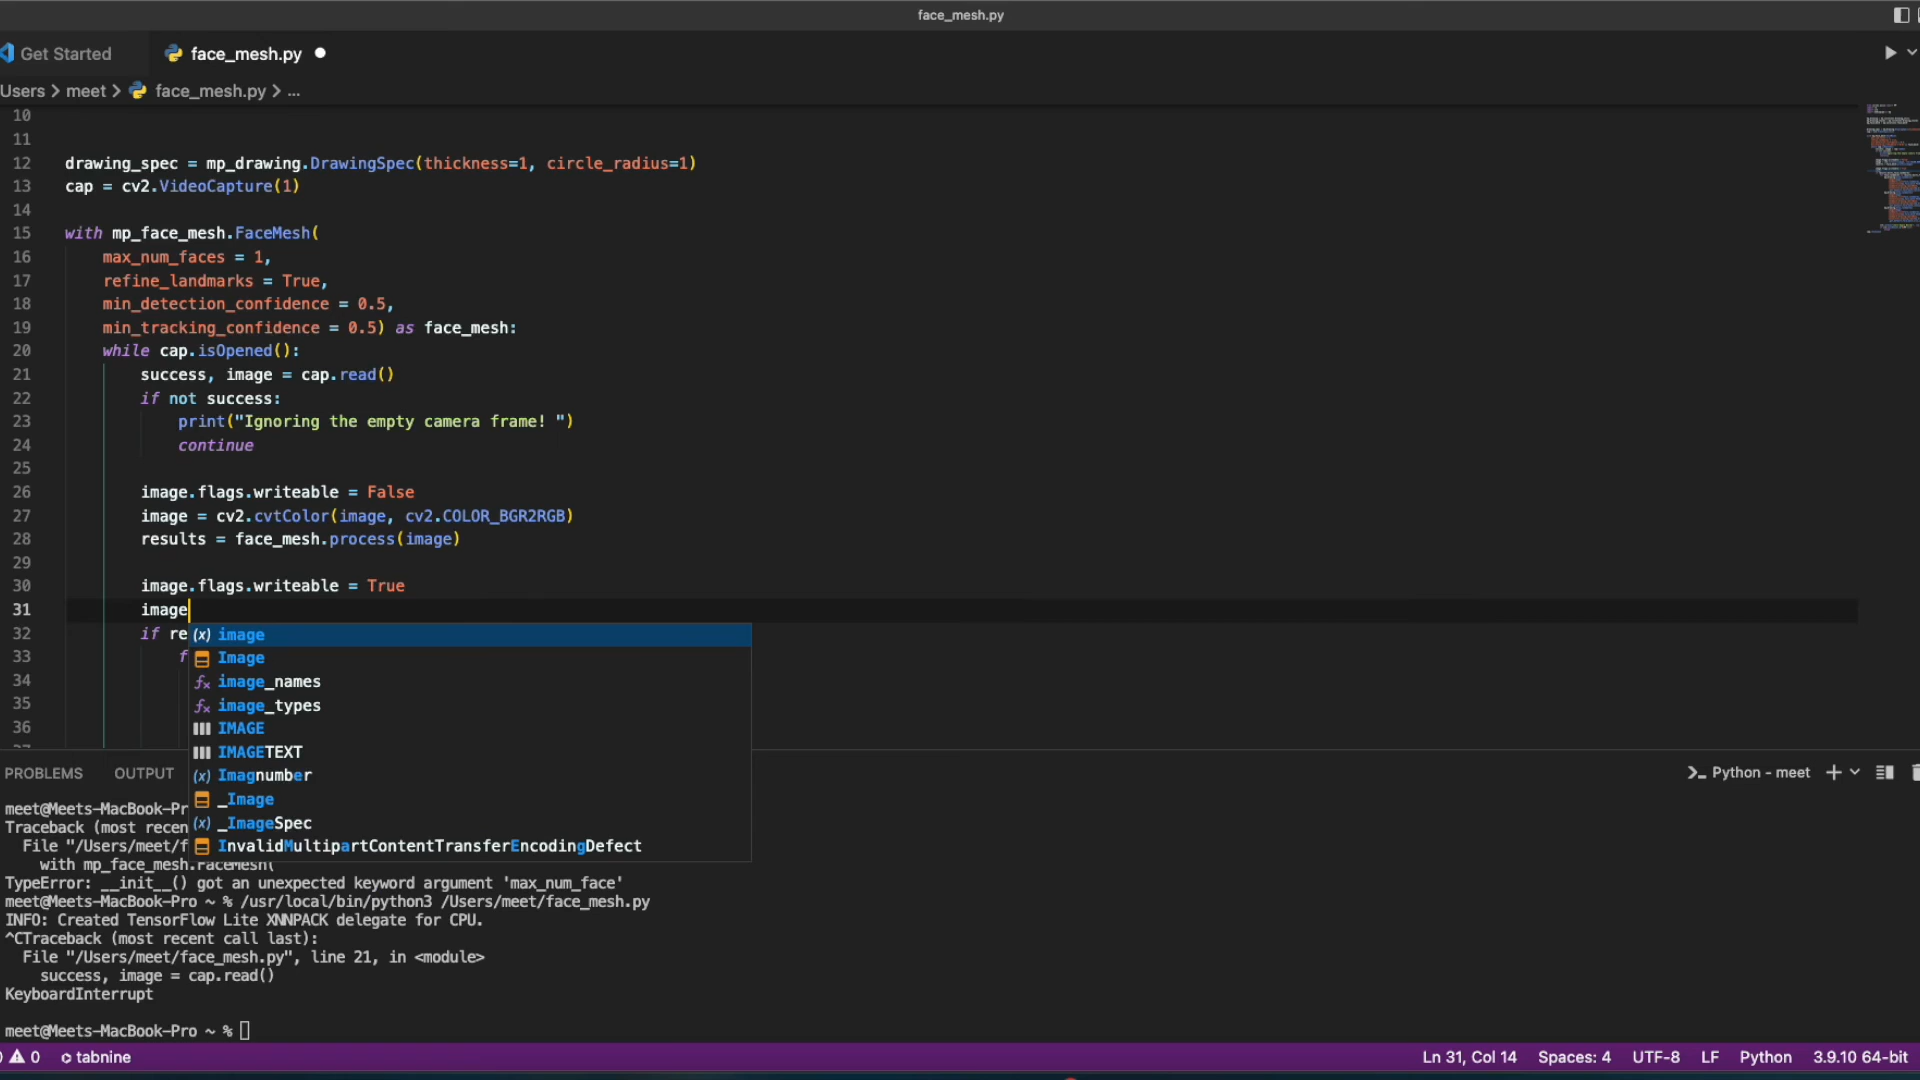 face_mesh.py
Get Started
face_mesh.py
Users > meet > face_mesh.py > ...
10
11
12 drawing_spec = mp_drawing.DrawingSpec(thickness=1, circle_radius=1)
13 cap = cv2.VideoCapture(1)
14
15 with mp_face_mesh.FaceMesh(
16 max_num_faces = 1,
17 refine_landmarks = True,
18 min_detection_confidence = 0.5,
19 min_tracking_confidence = 0.5) as face_mesh:
20 while cap.isOpened():
21 success, image = cap.read()
22 if not success:
23 print("Ignoring the empty camera frame! ")
24 continue
25
26 image.flags.writeable = False
27 image = cv2.cvtColor(image, cv2.COLOR_BGR2RGB)
28 results = face_mesh.process(image)
29
30 image.flags.writeable = True
31 image
32 if re
33 f
34
35
36
(x) image
Image
image_names
image_types
IMAGE
IMAGETEXT
(x) Imagnumber
_Image
(x) _ImageSpec
InvalidMultipartContentTransferEncodingDefect
PROBLEMS OUTPUT
Python - meet
meet@Meets-MacBook-Pr
Traceback (most recen
File "/Users/meet/f
with mp_face_mesh.FaceMesh(
TypeError: __init__() got an unexpected keyword argument 'max_num_face'
meet@Meets-MacBook-Pro ~ % /usr/local/bin/python3 /Users/meet/face_mesh.py
INFO: Created TensorFlow Lite XNNPACK delegate for CPU.
^CTraceback (most recent call last):
File "/Users/meet/face_mesh.py", line 21, in <module>
success, image = cap.read()
KeyboardInterrupt
meet@Meets-MacBook-Pro ~ %
0 tabnine
Ln 31, Col 14 Spaces: 4 UTF-8 LF Python 3.9.10 64-bit